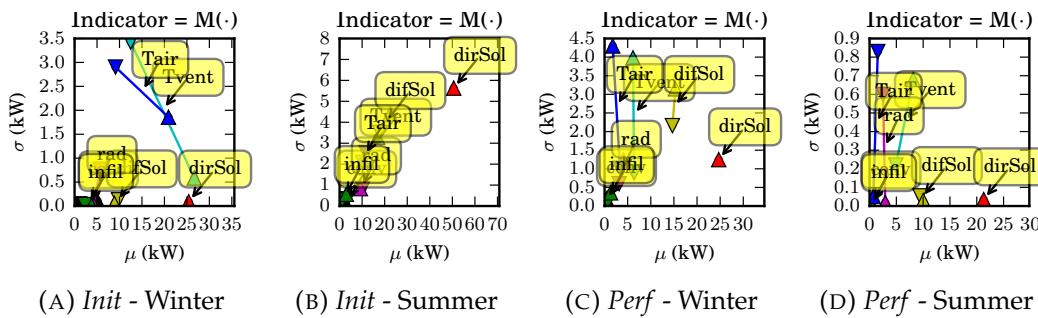 Indicator = M(·)
3.5
3.0
2.5
2.0
1.5
1.0
0.5
0.0
σ (kW)
Tair
Tvent
rad
infil
difSol
dirSol
0 5 10 15 20 25 30 35
μ (kW)
(A) Init - Winter
Indicator = M(·)
8
7
6
5
4
3
2
1
0
σ (kW)
dirSol
difSol
Tvent
Tair
rad
infil
0 10 20 30 40 50 60 70
μ (kW)
(B) Init - Summer
Indicator = M(·)
4.5
4.0
3.5
3.0
2.5
2.0
1.5
1.0
0.5
0.0
σ (kW)
Tair
Tvent
difSol
rad
dirSol
infil
0 5 10 15 20 25 30
μ (kW)
(C) Perf - Winter
Indicator = M(·)
0.9
0.8
0.7
0.6
0.5
0.4
0.3
0.2
0.1
0.0
σ (kW)
Tair
Tvent
rad
infil
difSol
dirSol
0 5 10 15 20 25 30
μ (kW)
(D) Perf - Summer